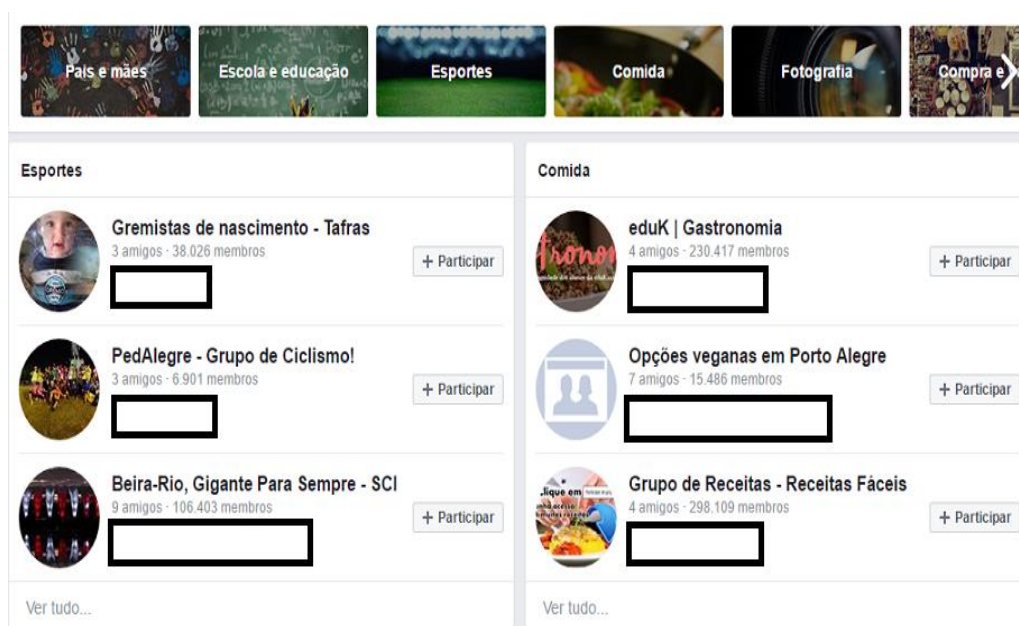 Pais e mães
Escola e educação
Esportes
Comida
Fotografia
Compra e
Esportes
Gremistas de nascimento - Tafras
3 amigos · 38.026 membros
+ Participar
PedAlegre - Grupo de Ciclismo!
3 amigos · 6.901 membros
+ Participar
Beira-Rio, Gigante Para Sempre - SCI
9 amigos · 106.403 membros
+ Participar
Ver tudo...
Comida
eduK | Gastronomia
4 amigos · 230.417 membros
+ Participar
Opções veganas em Porto Alegre
7 amigos · 15.486 membros
+ Participar
clique em
Grupo de Receitas - Receitas Fáceis
4 amigos · 298.109 membros
+ Participar
Ver tudo...